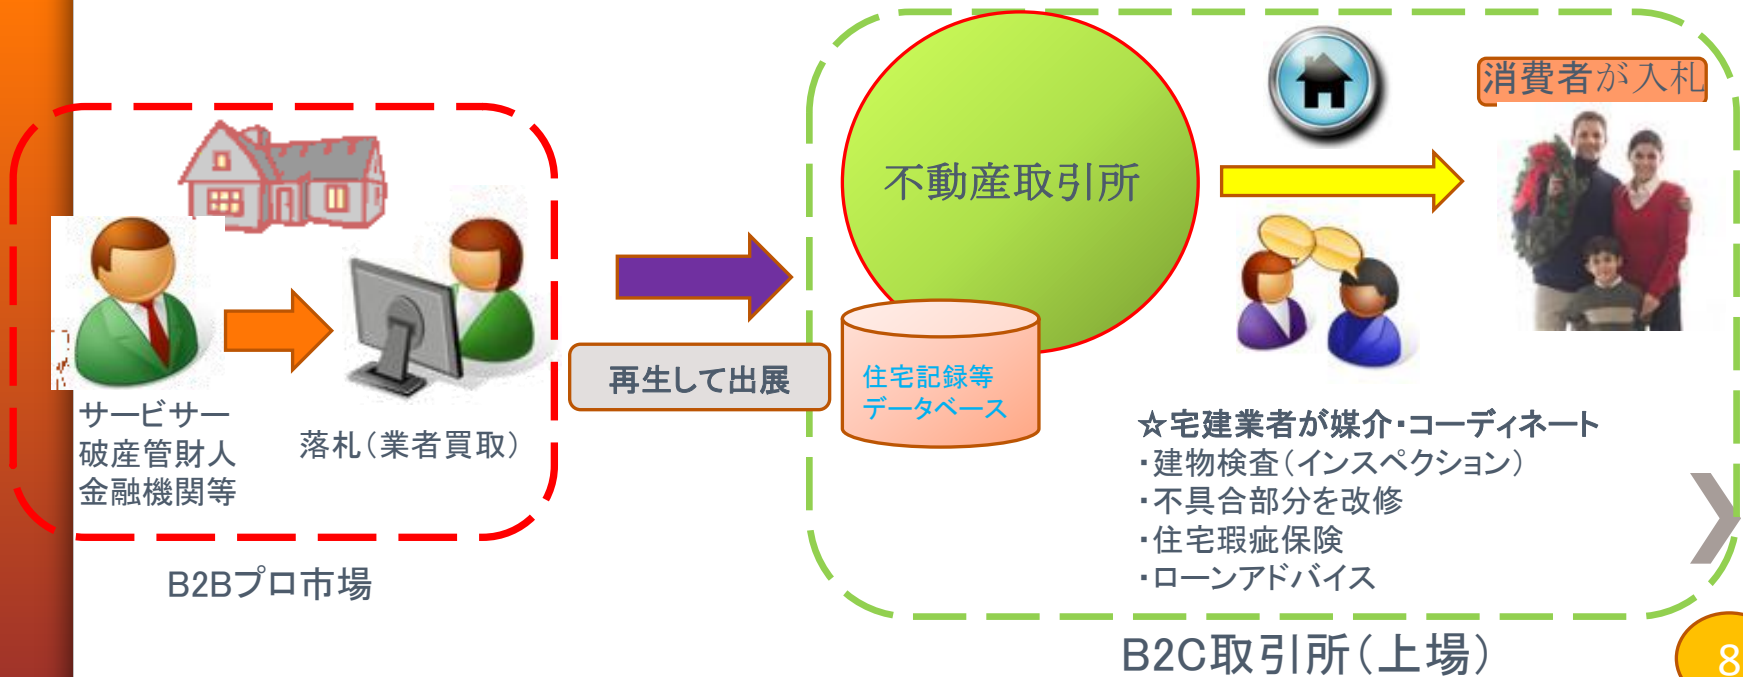 サービサー
破産管財人
金融機関等
落札(業者買取)
B2Bプロ市場
再生して出展
不動産取引所
住宅記録等
データベース
消費者が入札
☆宅建業者が媒介・コーディネート
・建物検査(インスペクション)
・不具合部分を改修
・住宅瑕疵保険
・ローンアドバイス
B2C取引所(上場)
8